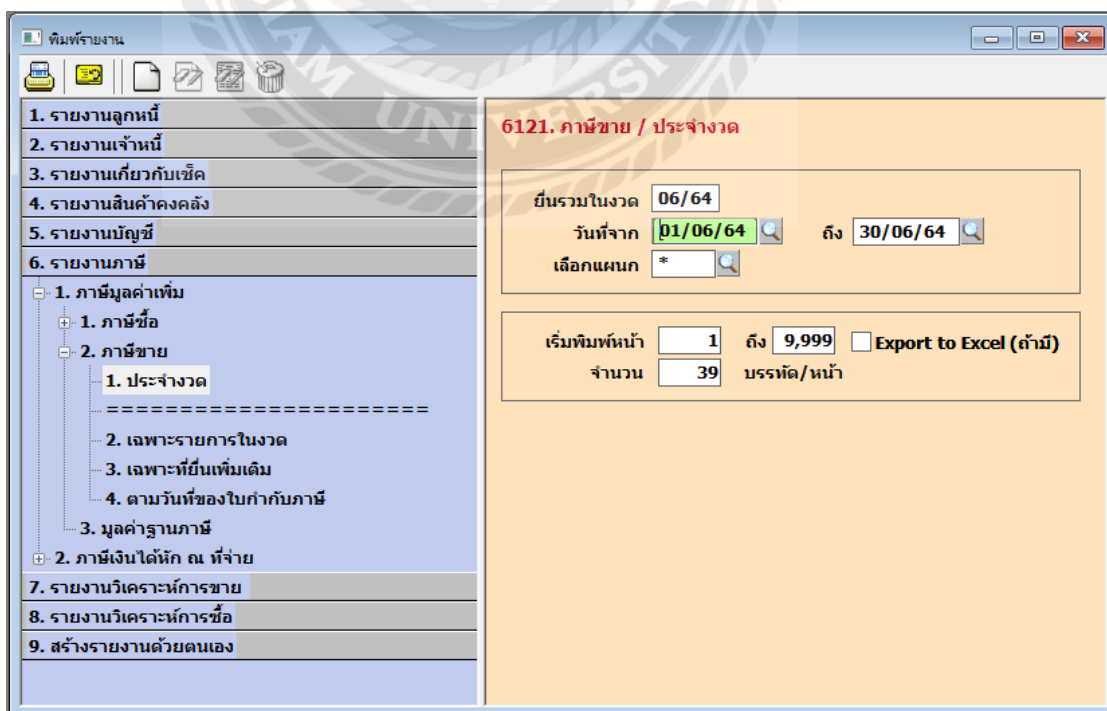 พิมพ์รายงาน
SIAM UNIVERSITY
1. รายงานลูกหนี้
2. รายงานเจ้าหนี้
3. รายงานเกี่ยวกับเช็ค
4. รายงานสินค้าคงคลัง
5. รายงานบัญชี
6. รายงานภาษี
1. ภาษีมูลค่าเพิ่ม
1. ภาษีซื้อ
2. ภาษีขาย
1. ประจำงวด
======================
2. เฉพาะรายการในงวด
3. เฉพาะที่ยื่นเพิ่มเติม
4. ตามวันที่ของใบกำกับภาษี
3. มูลค่าฐานภาษี
2. ภาษีเงินได้หัก ณ ที่จ่าย
7. รายงานวิเคราะห์การขาย
8. รายงานวิเคราะห์การซื้อ
9. สร้างรายงานด้วยตนเอง
6121. ภาษีขาย / ประจำงวด
ยื่นรวมในงวด 06/64
วันที่จาก 01/06/64 ถึง 30/06/64
เลือกแผนก *
เริ่มพิมพ์หน้า 1 ถึง 9,999 Export to Excel (ถ้ามี)
จำนวน 39 บรรทัด/หน้า